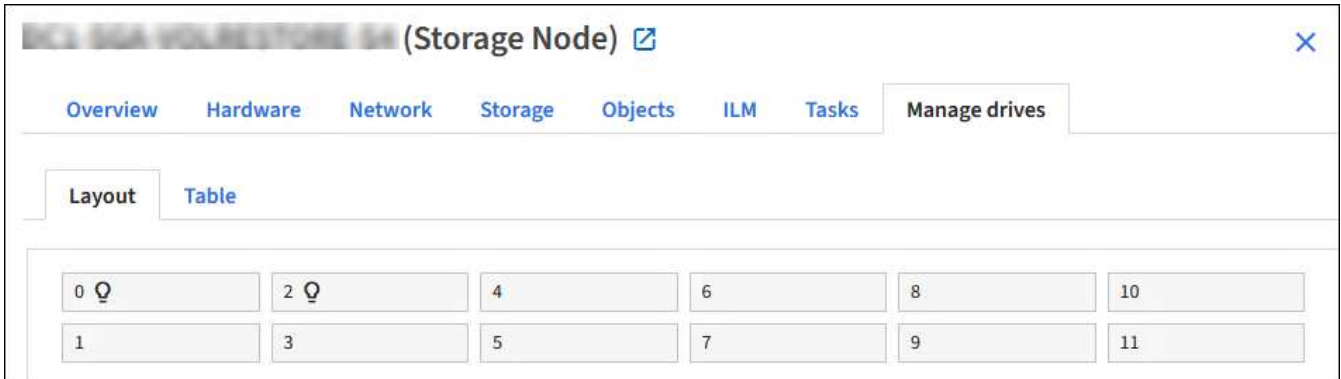 (Storage Node)
Overview Hardware Network Storage Objects ILM Tasks Manage drives
Layout Table
0 2 4 6 8 10
1 3 5 7 9 11